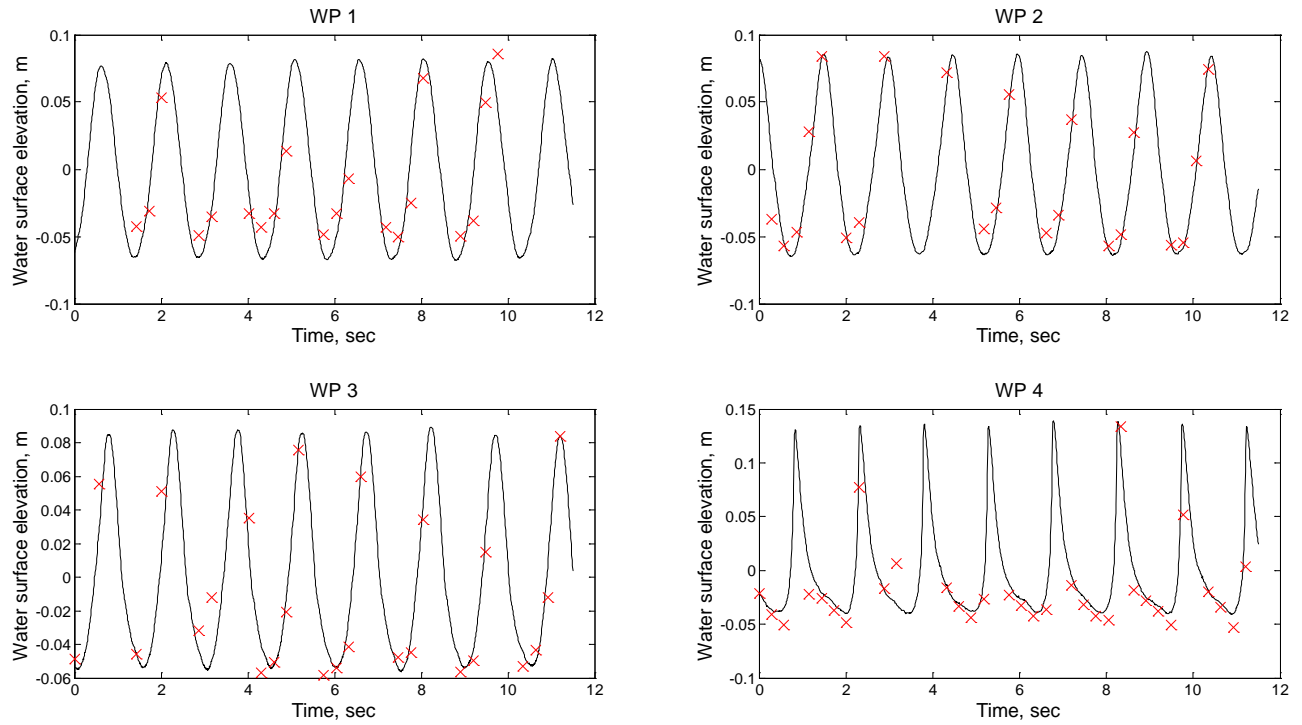 WP 1
0.1
0.05
0
-0.05
-0.1
Water surface elevation, m
0 2 4 6 8 10 12
Time, sec
WP 2
0.1
0.05
0
-0.05
-0.1
Water surface elevation, m
0 2 4 6 8 10 12
Time, sec
WP 3
0.1
0.08
0.06
0.04
0.02
0
-0.02
-0.04
-0.06
Water surface elevation, m
0 2 4 6 8 10 12
Time, sec
WP 4
0.15
0.1
0.05
0
-0.05
-0.1
Water surface elevation, m
0 2 4 6 8 10 12
Time, sec